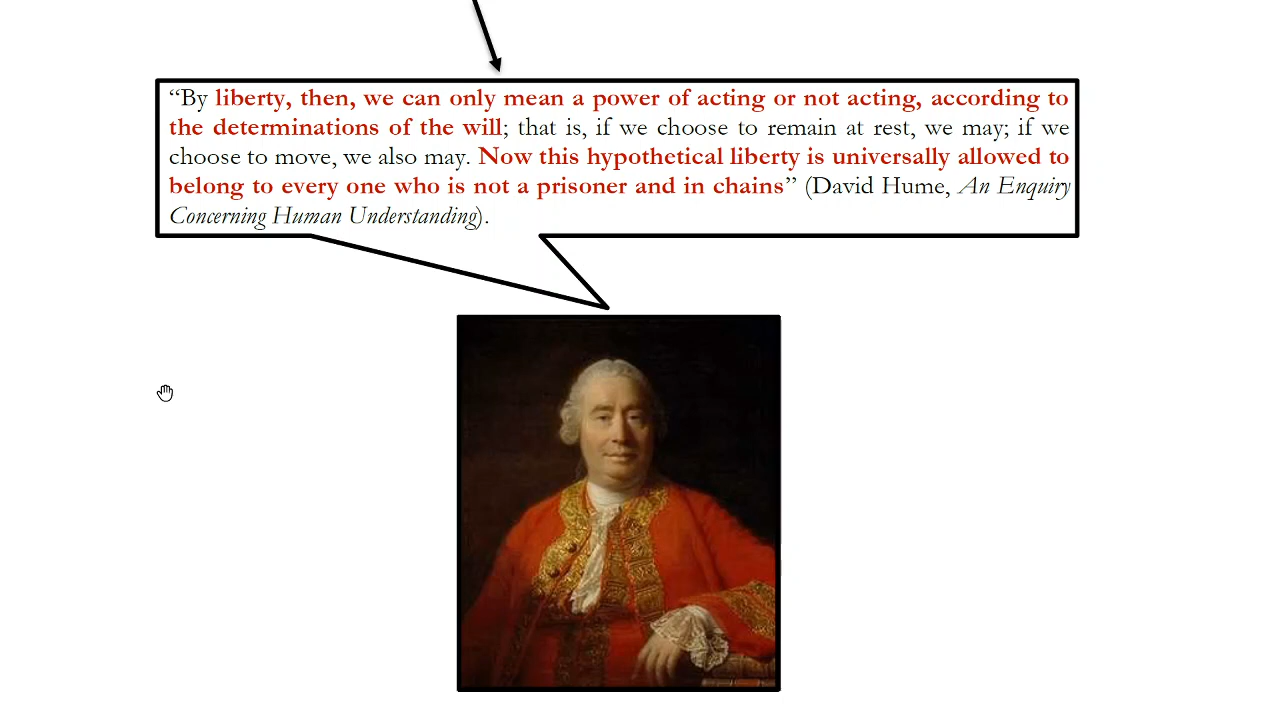 “By liberty, then, we can only mean a power of acting or not acting, according to
the determinations of the will; that is, if we choose to remain at rest, we may; if we
choose to move, we also may. Now this hypothetical liberty is universally allowed to
belong to every one who is not a prisoner and in chains” (David Hume, An Enquiry
Concerning Human Understanding).